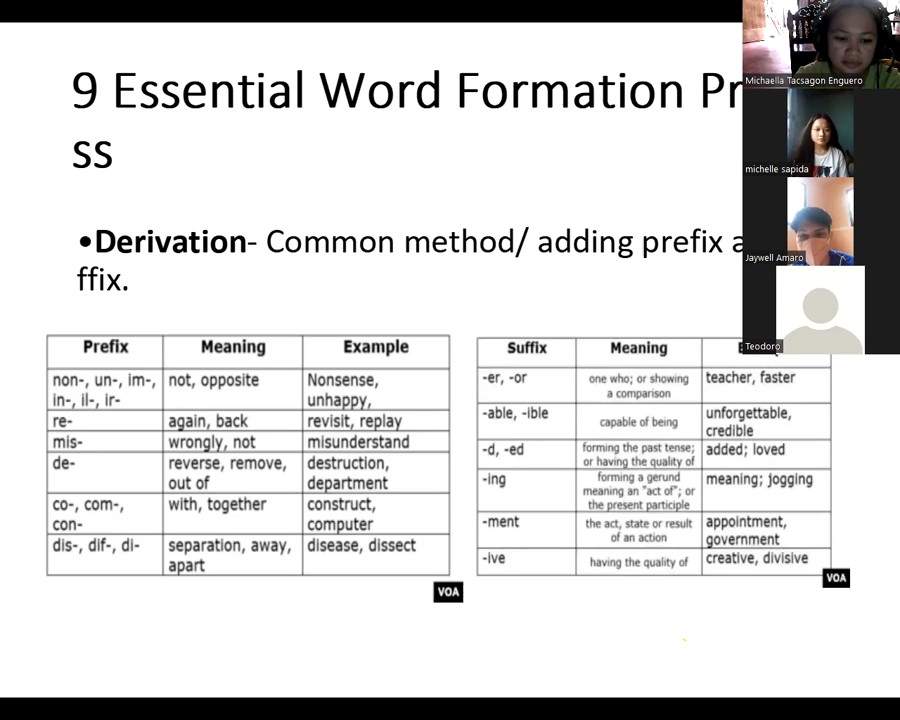 9 Essential Word Formation Pr
ss
•Derivation- Common method/ adding prefix a
ffix.
Prefix Meaning Example
non-, un-, im-, in-, il-, ir- not, opposite Nonsense, unhappy,
re- again, back revisit, replay
mis- wrongly, not misunderstand
de- reverse, remove, out of destruction, department
co-, com-, con- with, together construct, computer
dis-, dif-, di- separation, away, apart disease, dissect
VOA
Suffix Meaning
-er, -or one who; or showing a comparison teacher, faster
-able, -ible capable of being unforgettable, credible
-d, -ed forming the past tense; or having the quality of added; loved
-ing forming a gerund meaning an "act of"; or the present participle meaning; jogging
-ment the act, state or result of an action appointment, government
-ive having the quality of creative, divisive
VOA
Michaella Tacsagon Enguero
michelle sapida
Jaywell Amaro
Teodoro